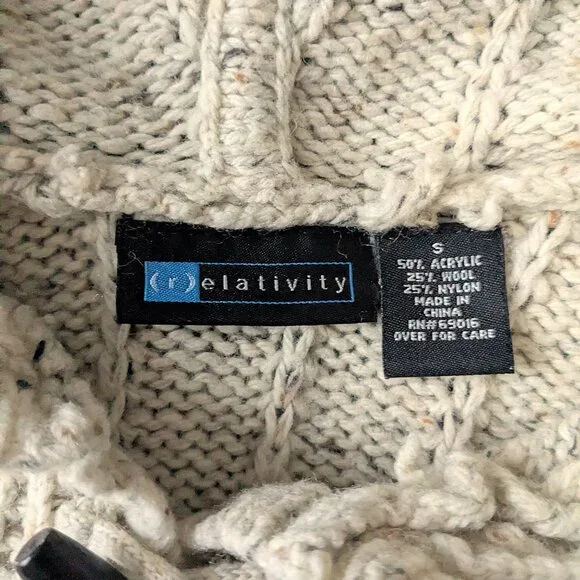 (r)elativity
S
50% ACRYLIC
25% WOOL
25% NYLON
MADE IN
CHINA
RN# 69016
OVER FOR CARE